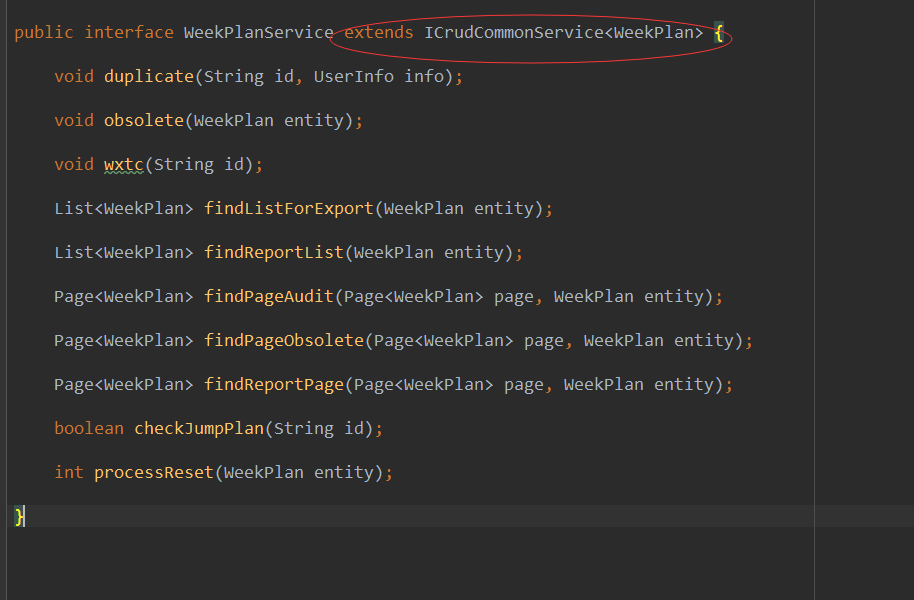 public interface WeekPlanService extends ICrudCommonService<WeekPlan> {
void duplicate(String id, UserInfo info);
void obsolete(WeekPlan entity);
void wxtc(String id);
List<WeekPlan> findListForExport(WeekPlan entity);
List<WeekPlan> findReportList(WeekPlan entity);
Page<WeekPlan> findPageAudit(Page<WeekPlan> page, WeekPlan entity);
Page<WeekPlan> findPageObsolete(Page<WeekPlan> page, WeekPlan entity);
Page<WeekPlan> findReportPage(Page<WeekPlan> page, WeekPlan entity);
boolean checkJumpPlan(String id);
int processReset(WeekPlan entity);
}